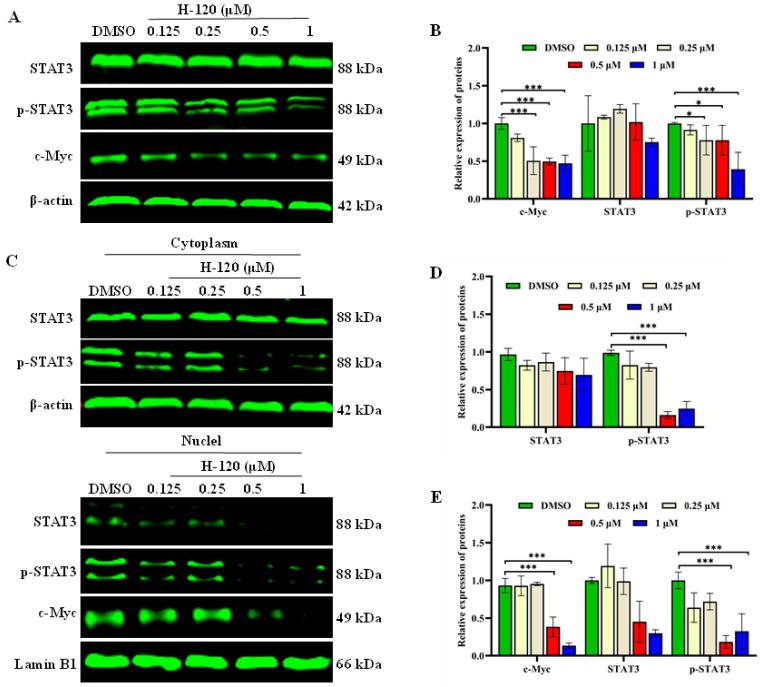 A
H-120 (μM)
DMSO 0.125 0.25 0.5 1
STAT3 88 kDa
p-STAT3 88 kDa
c-Myc 49 kDa
β-actin 42 kDa
B
DMSO 0.125 μM 0.25 μM
0.5 μM 1 μM
Relative expression of proteins
2.0
1.5
1.0
0.5
0.0
*** *** ***
*** * *
c-Myc STAT3 p-STAT3
C
Cytoplasm
H-120 (μM)
DMSO 0.125 0.25 0.5 1
STAT3 88 kDa
p-STAT3 88 kDa
β-actin 42 kDa
Nuclel
H-120 (μM)
DMSO 0.125 0.25 0.5 1
STAT3 88 kDa
p-STAT3 88 kDa
c-Myc 49 kDa
Lamin B1 66 kDa
D
DMSO 0.125 μM 0.25 μM
0.5 μM 1 μM
Relative expression of proteins
2.0
1.5
1.0
0.5
0.0
***
***
STAT3 p-STAT3
E
DMSO 0.125 μM 0.25 μM
0.5 μM 1 μM
Relative expression of proteins
2.0
1.5
1.0
0.5
0.0
*** ***
*** ***
c-Myc STAT3 p-STAT3